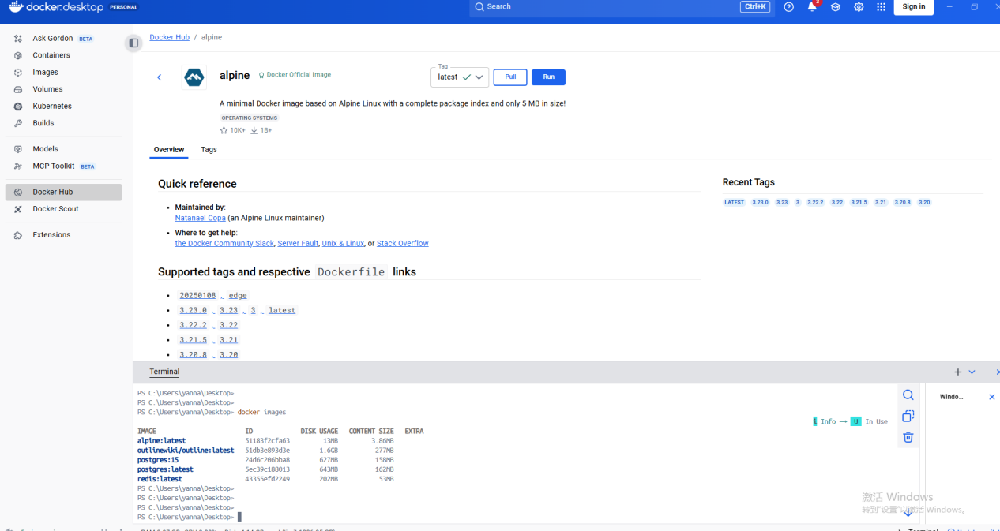 docker.desktop PERSONAL
Search Ctrl+K
3
Sign in
Ask Gordon BETA
Containers
Images
Volumes
Kubernetes
Builds
Models
MCP Toolkit BETA
Docker Hub
Docker Scout
Extensions
Docker Hub / alpine
alpine Docker Official Image
Tag
latest
Pull
Run
A minimal Docker image based on Alpine Linux with a complete package index and only 5 MB in size!
OPERATING SYSTEMS
10K+ 1B+
Overview Tags
Quick reference
• Maintained by:
Natanael Copa (an Alpine Linux maintainer)
• Where to get help:
the Docker Community Slack, Server Fault, Unix & Linux, or Stack Overflow
Supported tags and respective Dockerfile links
• 20250108 , edge
• 3.23.0 , 3.23 , 3 , latest
• 3.22.2 , 3.22
• 3.21.5 , 3.21
• 3.20.8 , 3.20
Recent Tags
LATEST 3.23.0 3.23 3 3.22.2 3.22 3.21.5 3.21 3.20.8 3.20
Terminal
PS C:\Users\yanna\Desktop>
PS C:\Users\yanna\Desktop>
PS C:\Users\yanna\Desktop> docker images
Info → U In Use
IMAGE ID DISK USAGE CONTENT SIZE EXTRA
alpine:latest 51183f2cfa63 13MB 3.86MB
outlinewiki/outline:latest 51db3e893d3e 1.6GB 277MB
postgres:15 24d6c206bba8 627MB 158MB
postgres:latest 5ec39c188013 643MB 162MB
redis:latest 43355efd2249 202MB 53MB
PS C:\Users\yanna\Desktop>
PS C:\Users\yanna\Desktop>
PS C:\Users\yanna\Desktop>
PS C:\Users\yanna\Desktop>
Windo...
激活 Windows
转到"设置"以激活 Windows。
Terminal